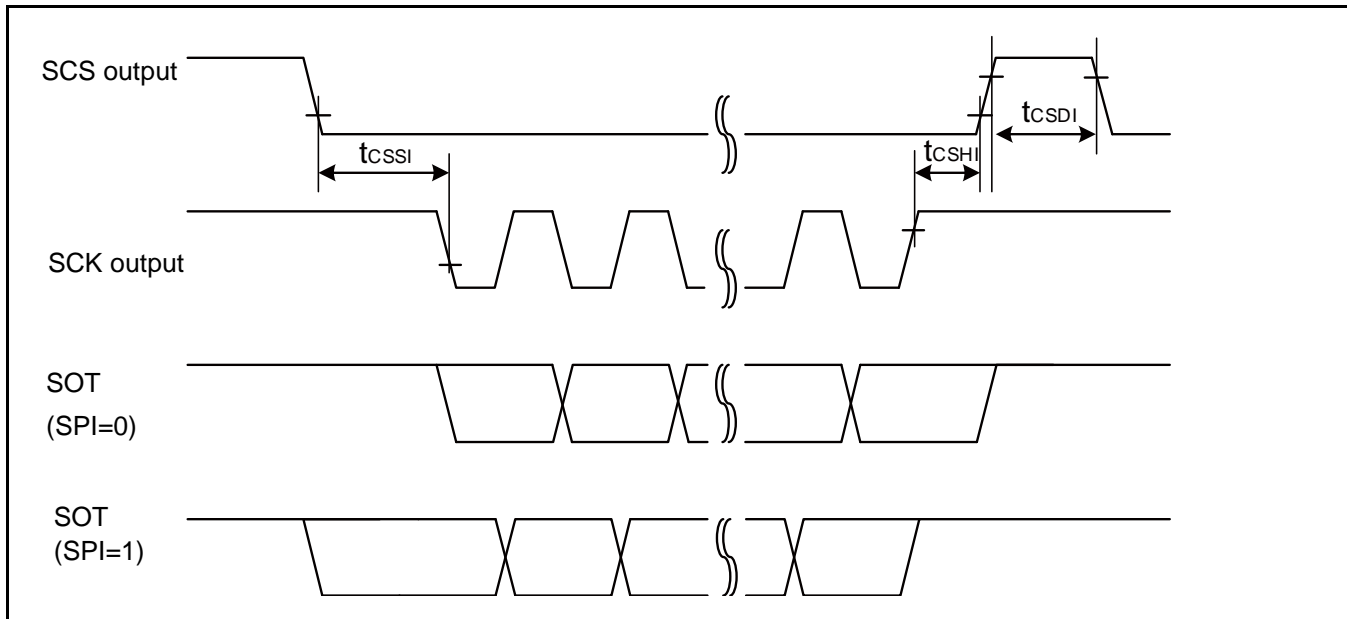 SCS output
tCSDI
tCSSI
tCSHI
SCK output
SOT
(SPI=0)
SOT
(SPI=1)